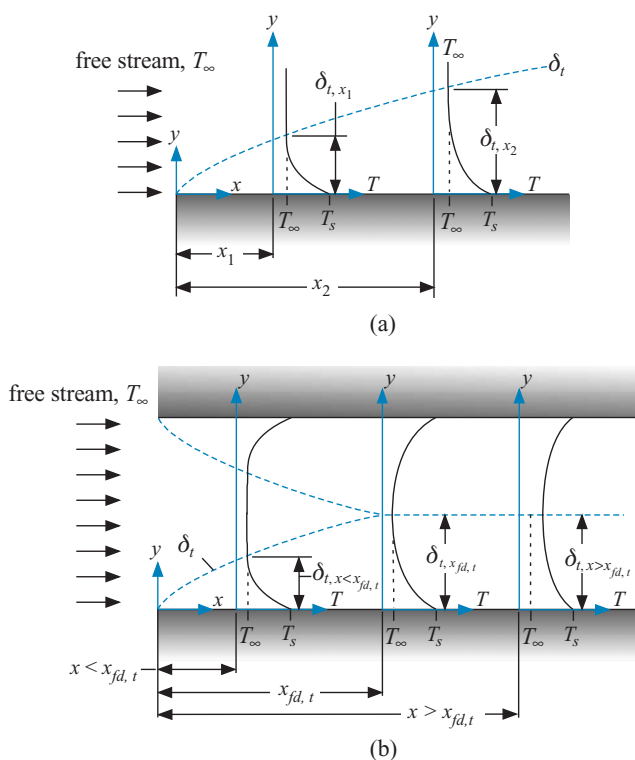 y y
T∞
free stream, T∞ δt
δt, x1
y δt, x2
x T T
T∞ Ts T∞ Ts
x1
x2
(a)
free stream, T∞
y y y
δt
y δt, x<xfd, t δt, xfd, t δt, x>xfd, t
x T T T
T∞ Ts T∞ Ts T∞ Ts
x < xfd, t
xfd, t
x > xfd,t
(b)